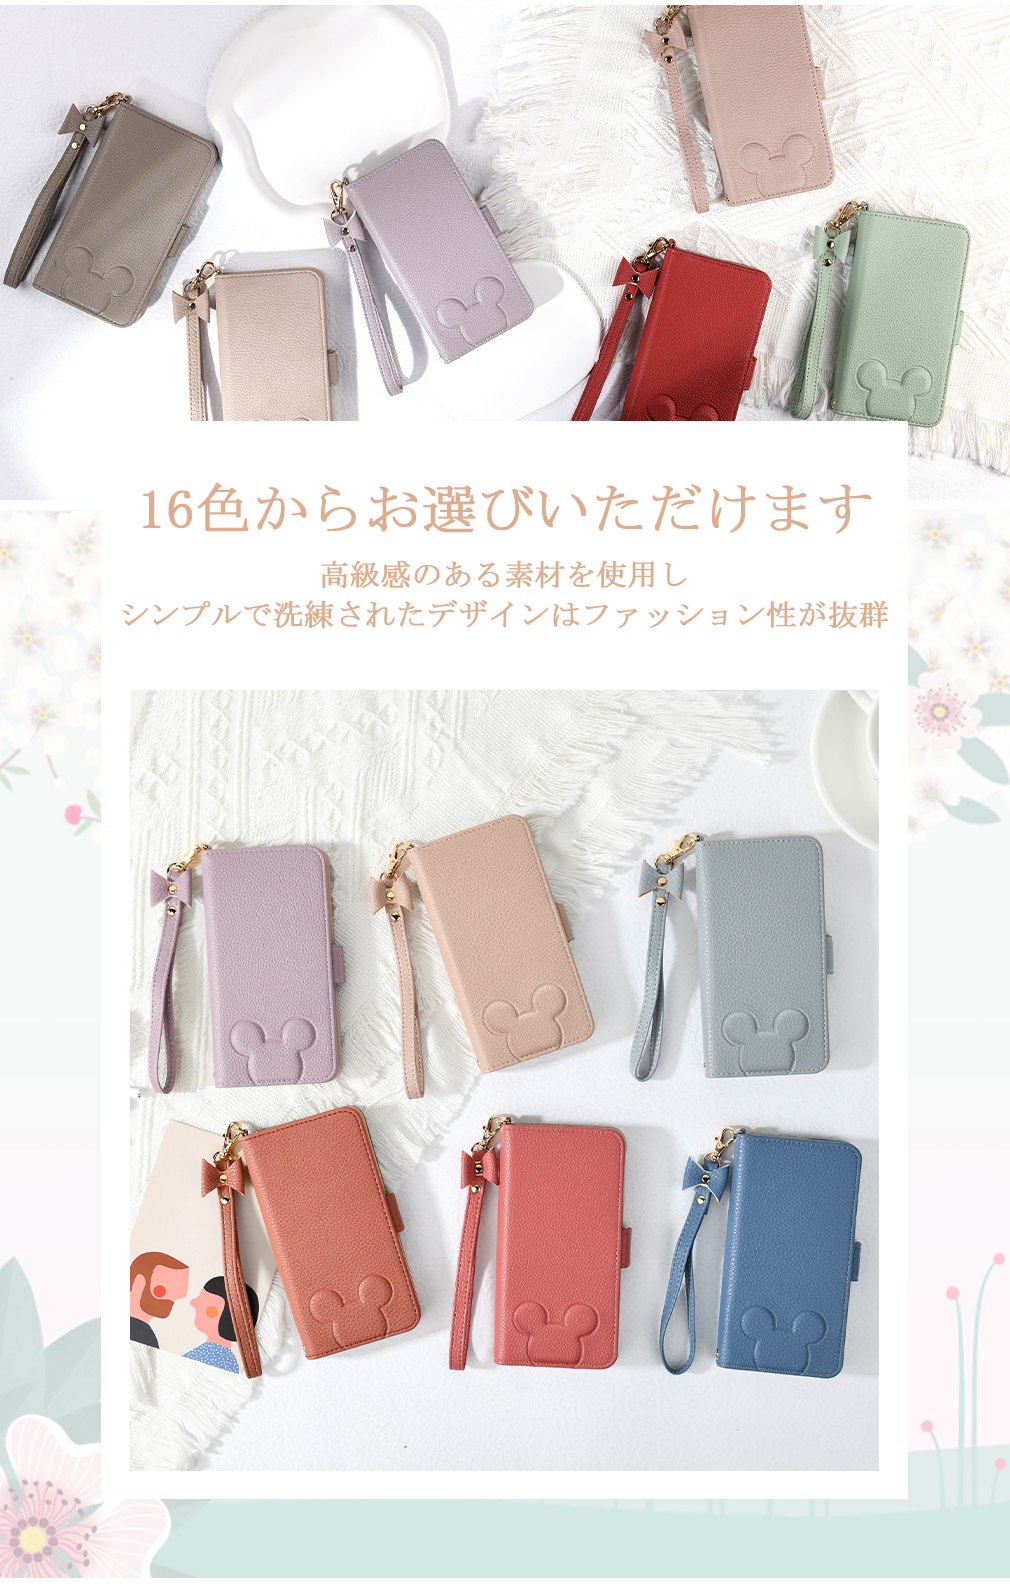 16色からお選びいただけます
高級感のある素材を使用し
シンプルで洗練されたデザインはファッション性が抜群